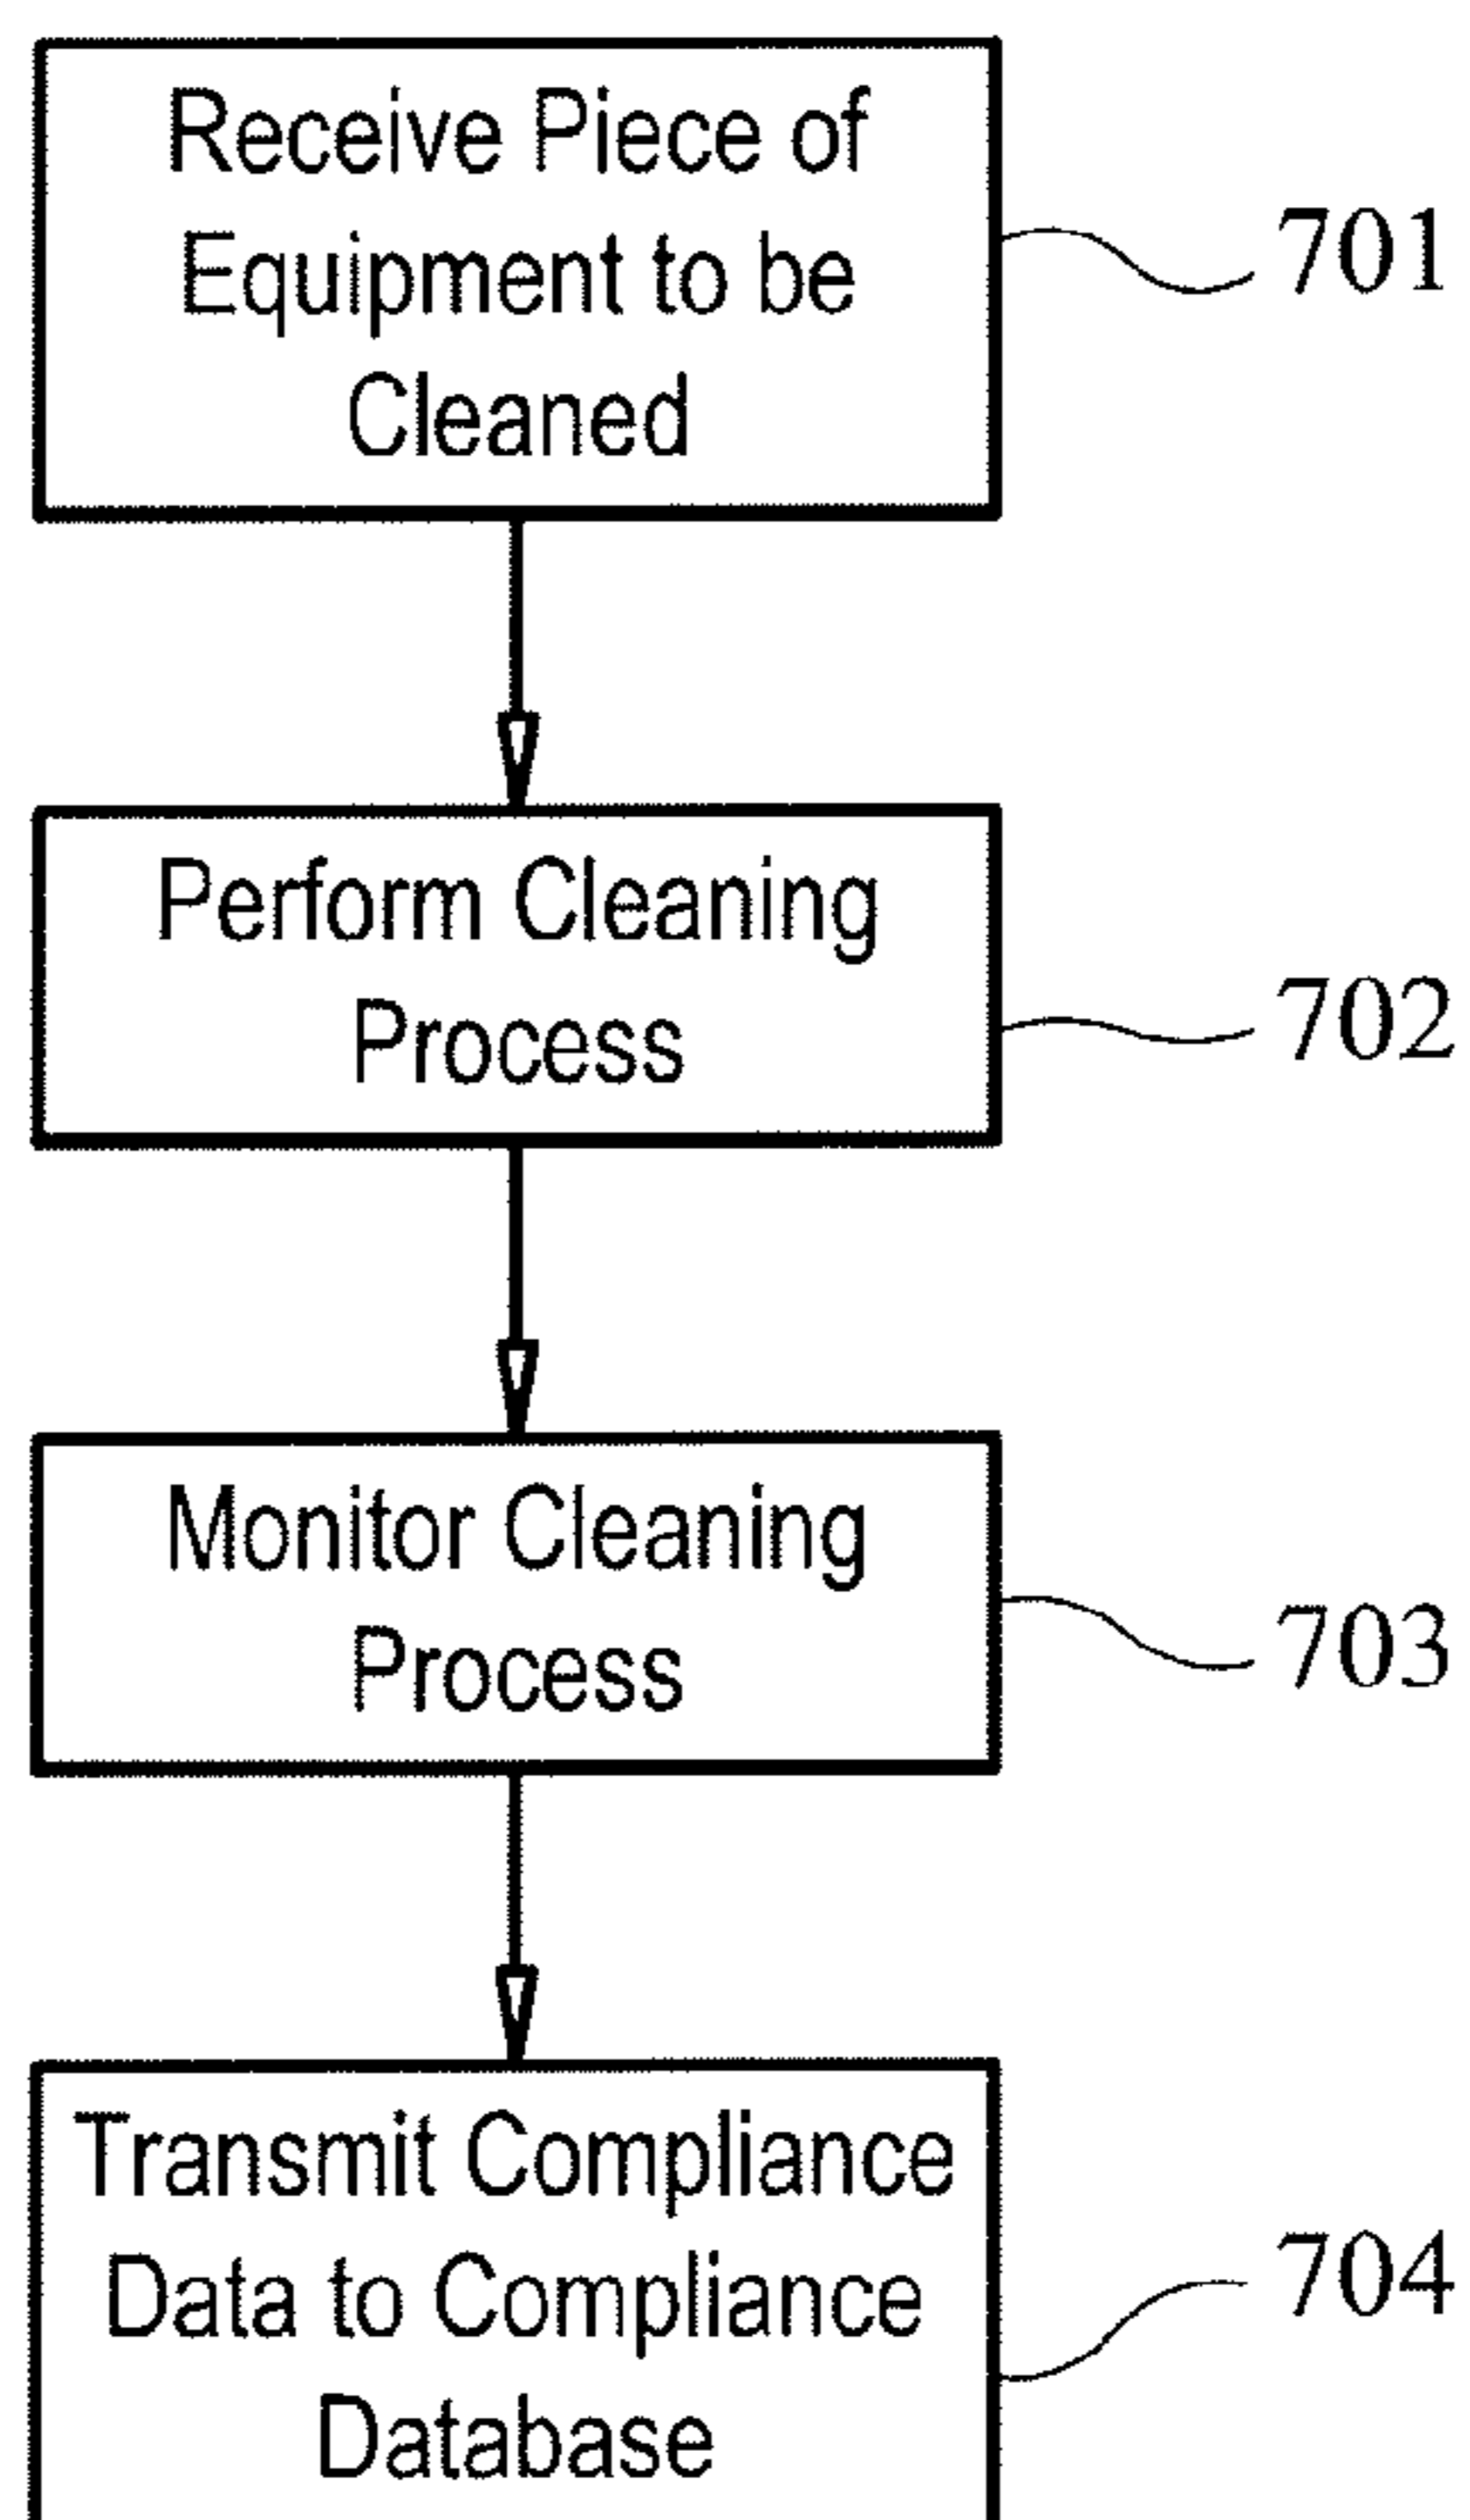 Receive Piece of
Equipment to be
Cleaned
701
Perform Cleaning
Process
702
Monitor Cleaning
Process
703
Transmit Compliance
Data to Compliance
Database
704